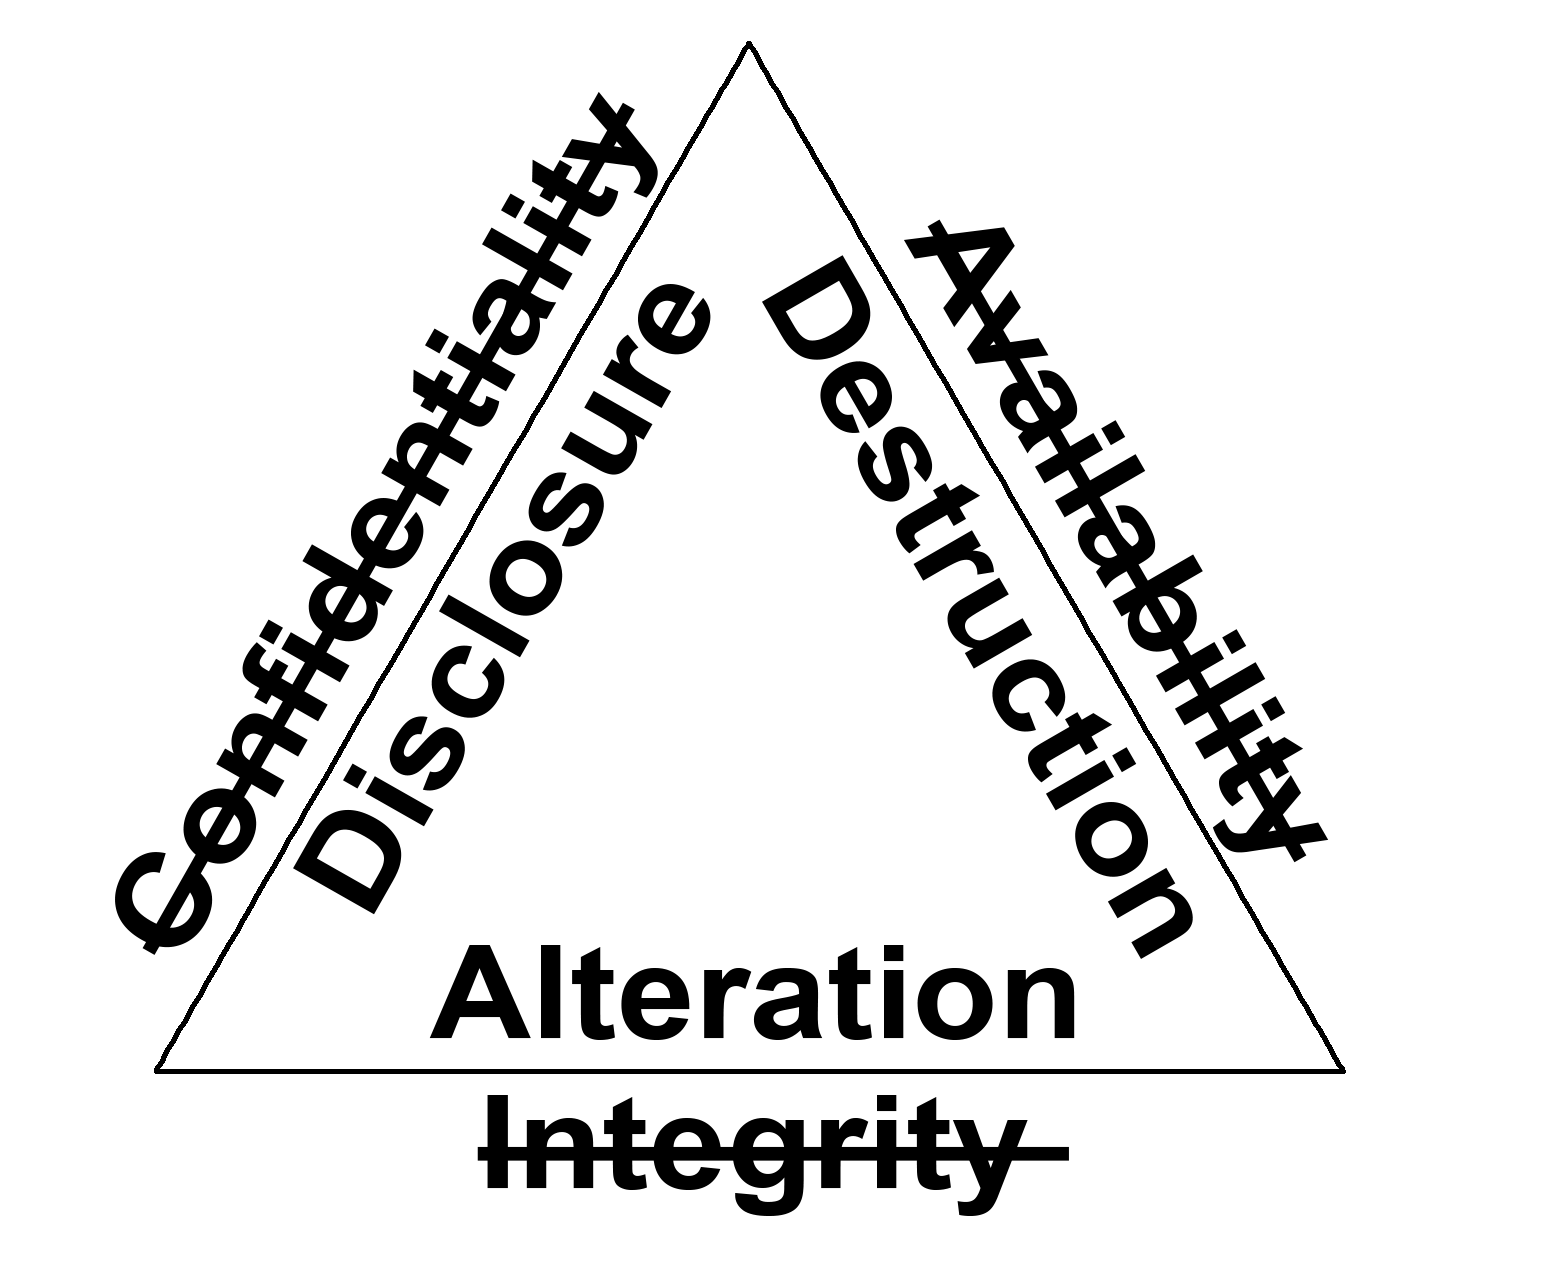 Confidentiality
Disclosure
Destruction
Availability
Alteration
Integrity